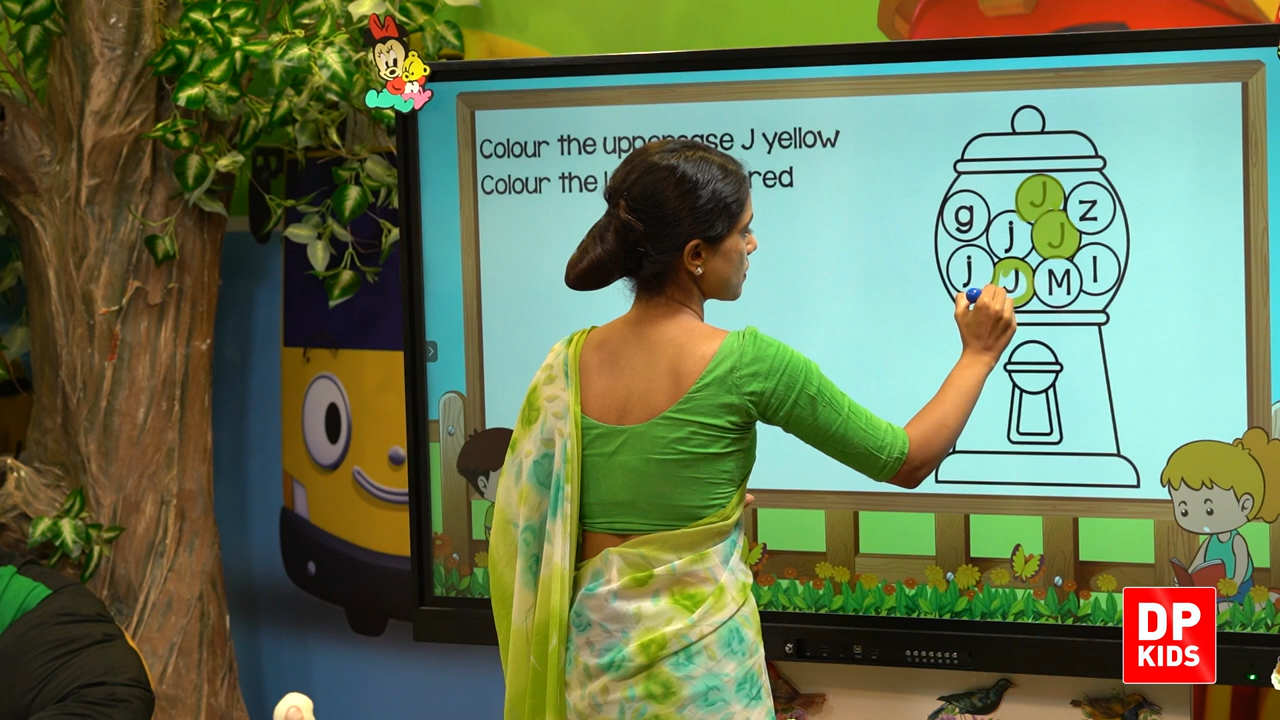 Colour the uppercase J yellow
Colour the red
J
g z
j J
j J M l
DP
KIDS